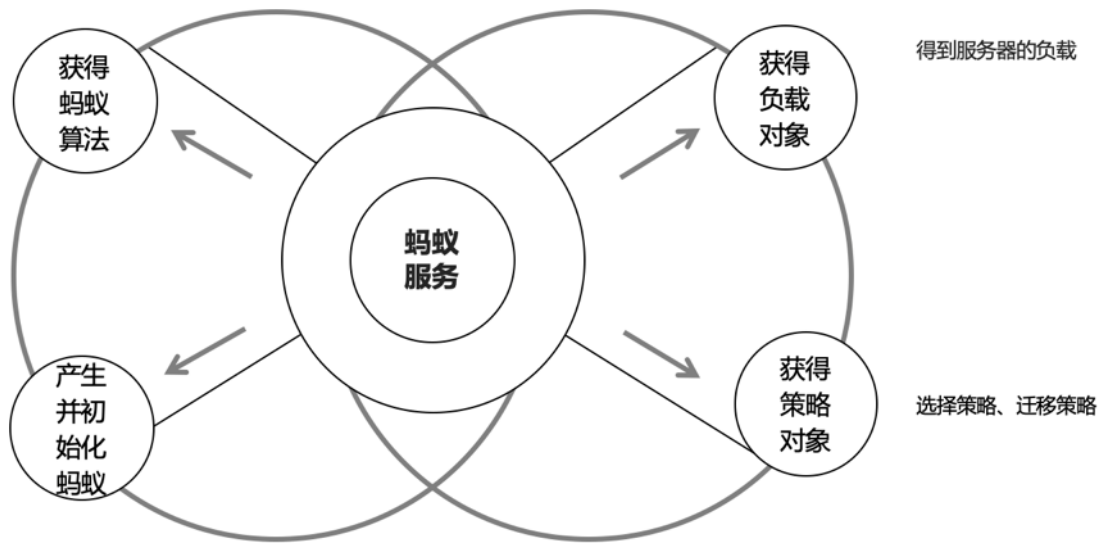 获得
蚂蚁
算法
获得
负载
对象
得到服务器的负载
蚂蚁
服务
产生
并初
始化
蚂蚁
获得
策略
对象
选择策略、迁移策略